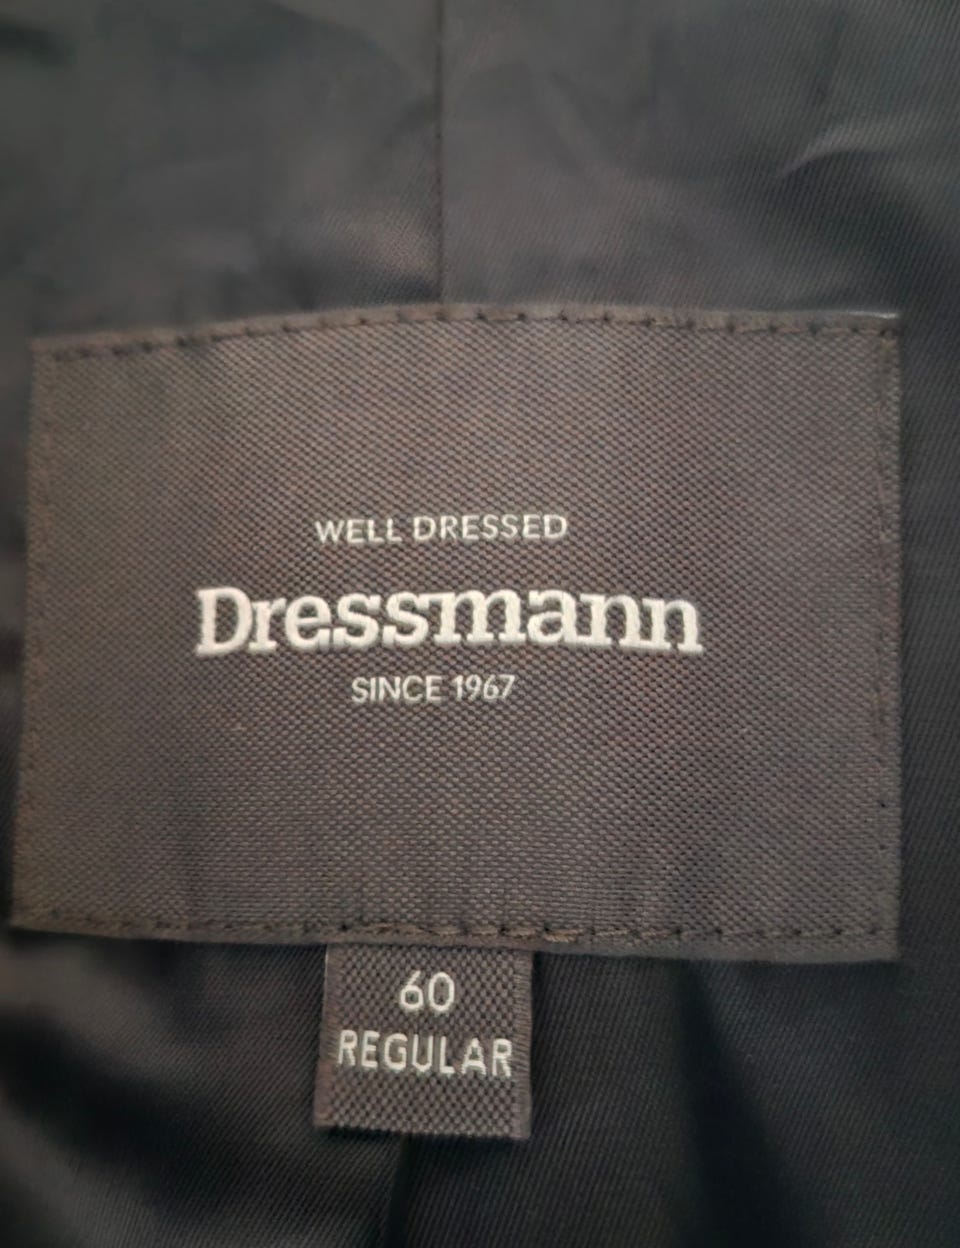 WELL DRESSED
Dressmann
SINCE 1967
60
REGULAR